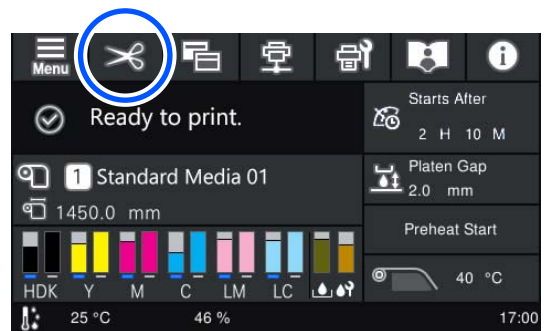 Menu
Ready to print.
Starts After
2 H 10 M
1 Standard Media 01
Platen Gap
2.0 mm
1450.0 mm
Preheat Start
HDK Y M C LM LC
40 °C
25 °C 46 % 17:00